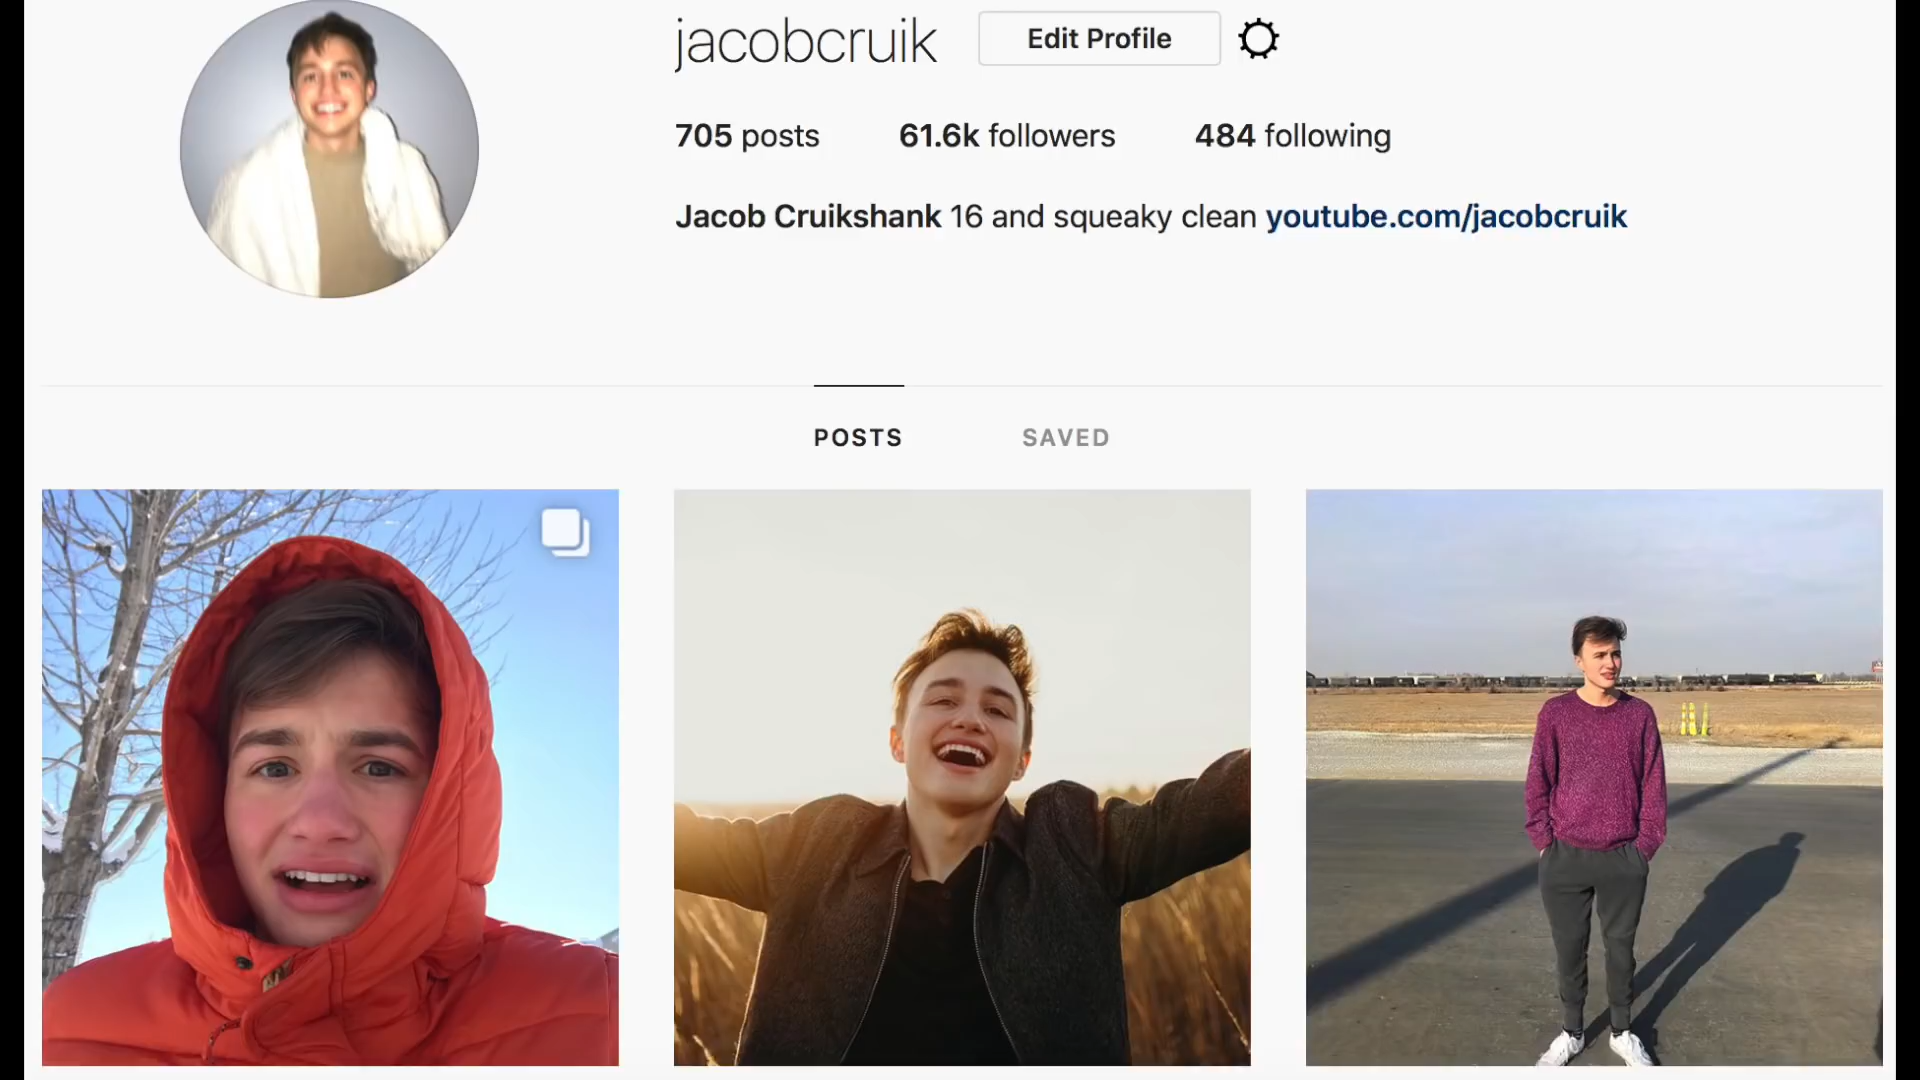 jacobcruik Edit Profile
705 posts 61.6k followers 484 following
Jacob Cruikshank 16 and squeaky clean youtube.com/jacobcruik
POSTS SAVED